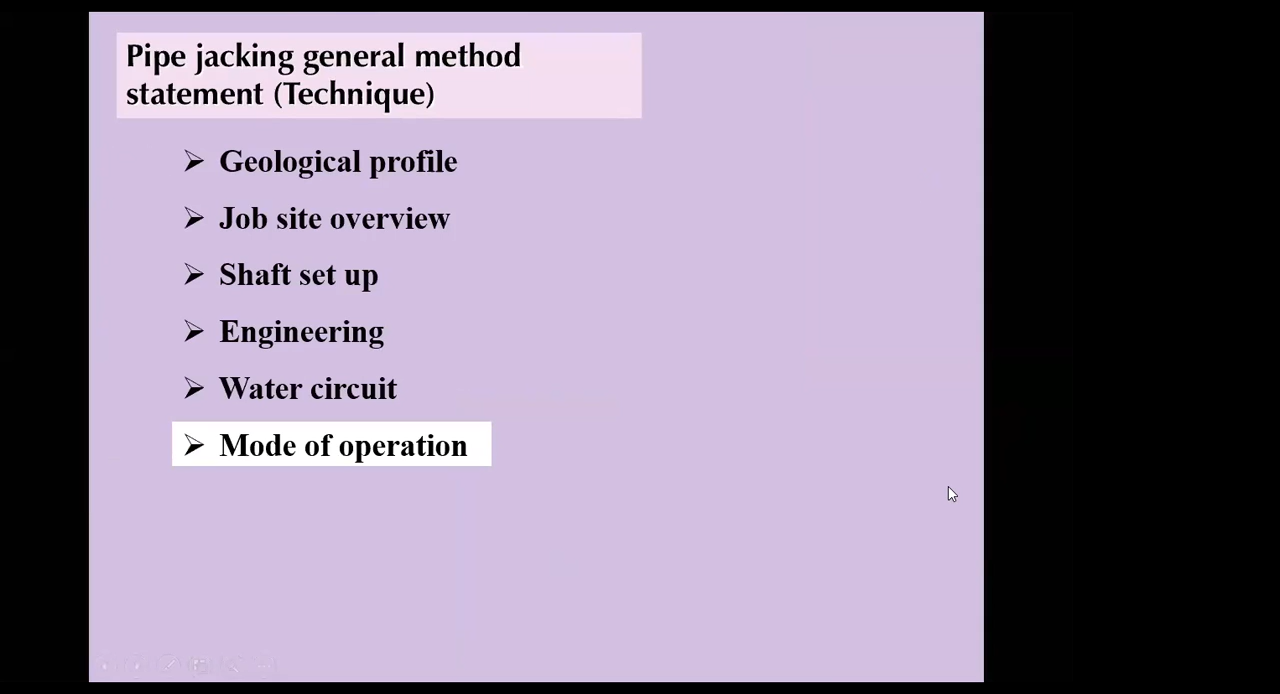 Pipe jacking general method
statement (Technique)
➢ Geological profile
➢ Job site overview
➢ Shaft set up
➢ Engineering
➢ Water circuit
➢ Mode of operation